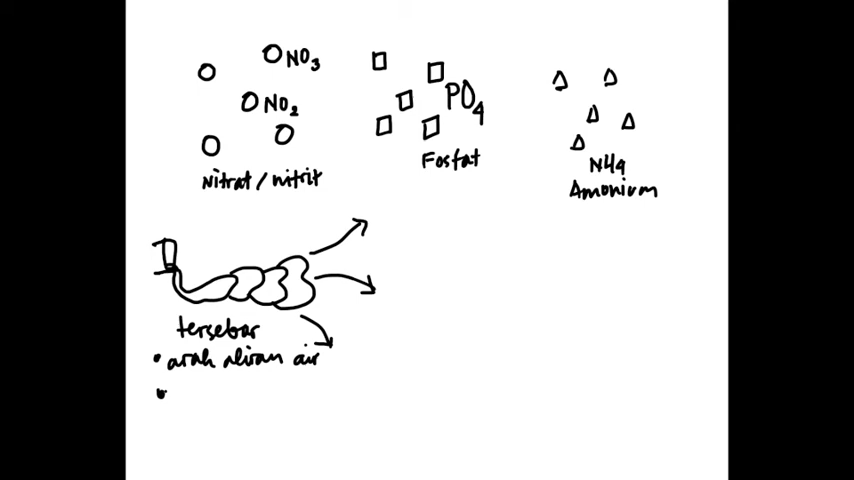 NO3
NO2
Nitrat/nitrit
PO4
Fosfat
NH4
Amonium
tersebar
• arah aliran air
•